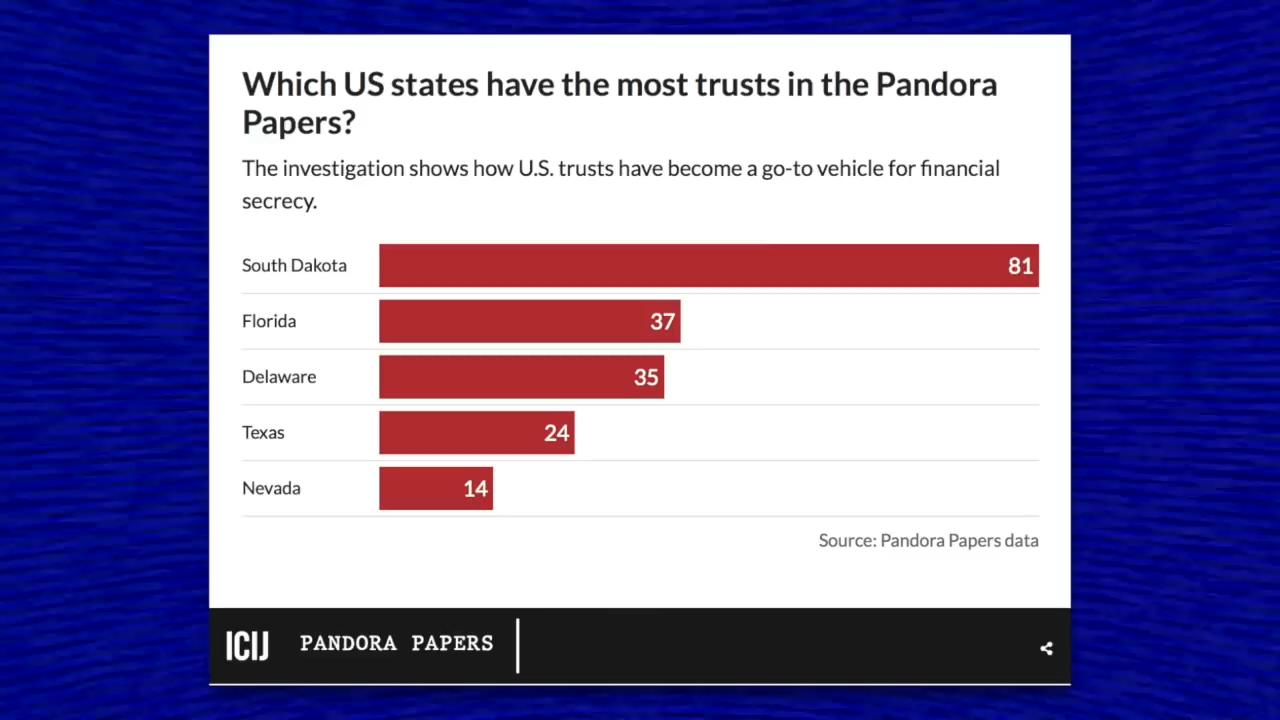 Which US states have the most trusts in the Pandora
Papers?
The investigation shows how U.S. trusts have become a go-to vehicle for financial
secrecy.
South Dakota 81
Florida 37
Delaware 35
Texas 24
Nevada 14
Source: Pandora Papers data
ICIJ PANDORA PAPERS